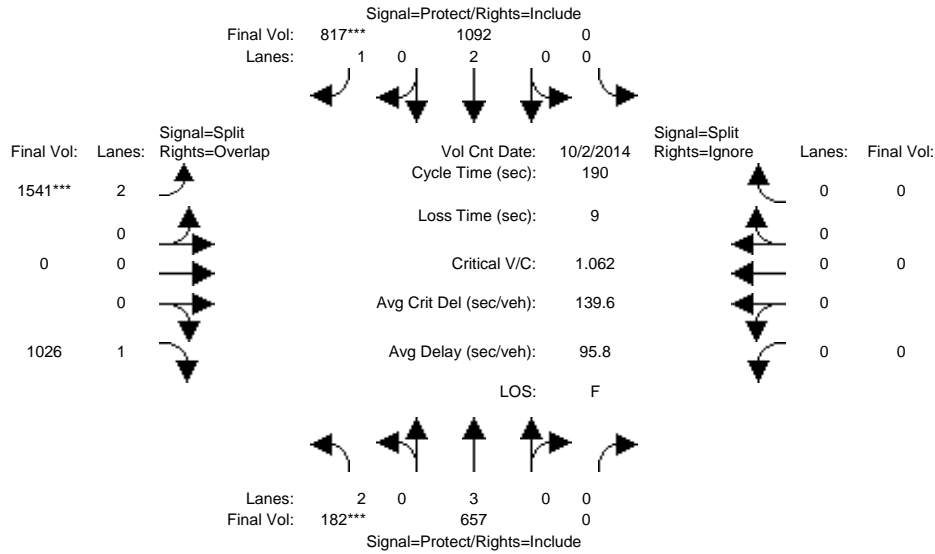 Signal=Protect/Rights=Include
Final Vol: 817*** 1092 0
Lanes: 1 0 2 0 0
Signal=Split Signal=Split
Final Vol: Lanes: Rights=Overlap Vol Cnt Date: 10/2/2014 Rights=Ignore Lanes: Final Vol:
Cycle Time (sec): 190
1541*** 2 0 0
Loss Time (sec): 9
0 0
0 0 Critical V/C: 1.062 0 0
0 Avg Crit Del (sec/veh): 139.6 0
1026 1 Avg Delay (sec/veh): 95.8 0 0
LOS: F
Lanes: 2 0 3 0 0
Final Vol: 182*** 657 0
Signal=Protect/Rights=Include